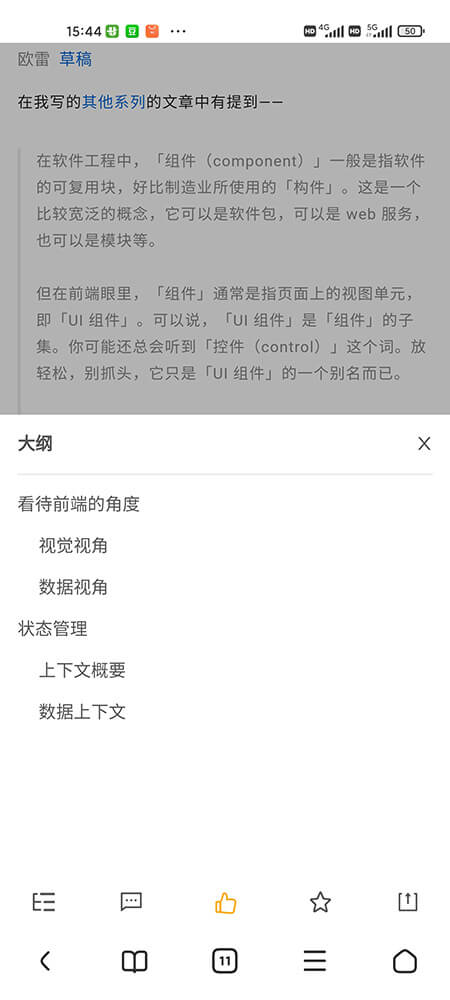 15:44 ··· HD 4G HD 5G 50
欧雷 草稿
在我写的其他系列的文章中有提到——
在软件工程中，「组件（component）」一般是指软件
的可复用块，好比制造业所使用的「构件」。这是一个
比较宽泛的概念，它可以是软件包，可以是 web 服务，
也可以是模块等。
但在前端眼里，「组件」通常是指页面上的视图单元，
即「UI 组件」。可以说，「UI 组件」是「组件」的子
集。你可能还总会听到「控件（control）」这个词。放
轻松，别抓头，它只是「UI 组件」的一个别名而已。
大纲
看待前端的角度
视觉视角
数据视角
状态管理
上下文概要
数据上下文
11